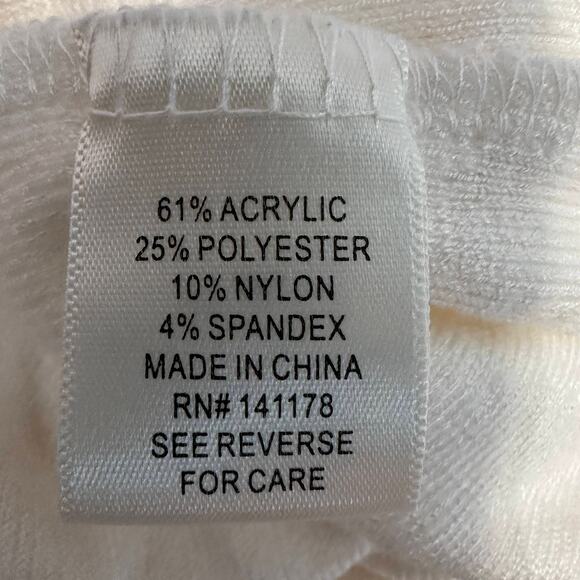 61% ACRYLIC
25% POLYESTER
10% NYLON
4% SPANDEX
MADE IN CHINA
RN# 141178
SEE REVERSE
FOR CARE